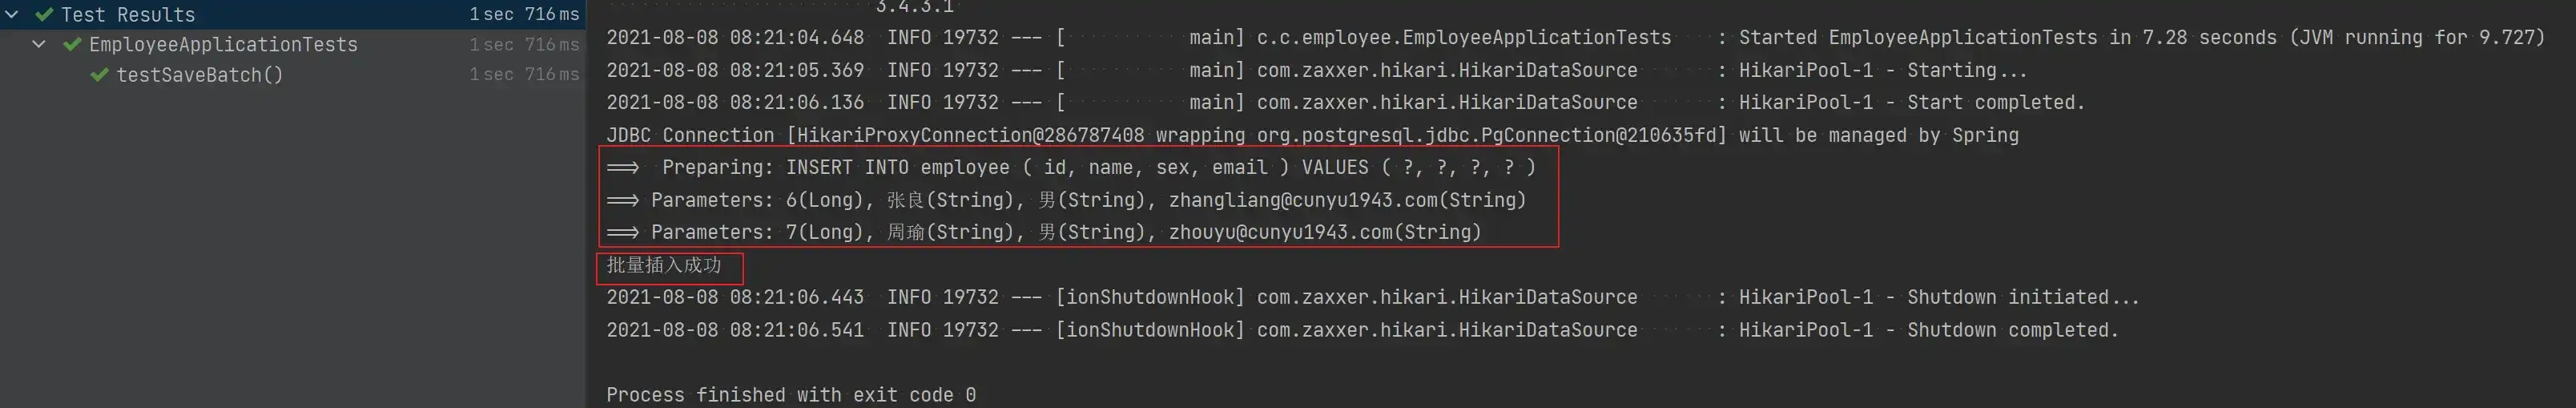 Test Results 1 sec 716 ms
EmployeeApplicationTests 1 sec 716 ms
testSaveBatch() 1 sec 716 ms
3.4.3.1
2021-08-08 08:21:04.648  INFO 19732 --- [           main] c.c.employee.EmployeeApplicationTests    : Started EmployeeApplicationTests in 7.28 seconds (JVM running for 9.727)
2021-08-08 08:21:05.369  INFO 19732 --- [           main] com.zaxxer.hikari.HikariDataSource       : HikariPool-1 - Starting...
2021-08-08 08:21:06.136  INFO 19732 --- [           main] com.zaxxer.hikari.HikariDataSource       : HikariPool-1 - Start completed.
JDBC Connection [HikariProxyConnection@286787408 wrapping org.postgresql.jdbc.PgConnection@210635fd] will be managed by Spring
==>  Preparing: INSERT INTO employee ( id, name, sex, email ) VALUES ( ?, ?, ?, ? )
==> Parameters: 6(Long), 张良(String), 男(String), zhangliang@cunyu1943.com(String)
==> Parameters: 7(Long), 周瑜(String), 男(String), zhouyu@cunyu1943.com(String)
批量插入成功
2021-08-08 08:21:06.443  INFO 19732 --- [ionShutdownHook] com.zaxxer.hikari.HikariDataSource       : HikariPool-1 - Shutdown initiated...
2021-08-08 08:21:06.541  INFO 19732 --- [ionShutdownHook] com.zaxxer.hikari.HikariDataSource       : HikariPool-1 - Shutdown completed.
Process finished with exit code 0